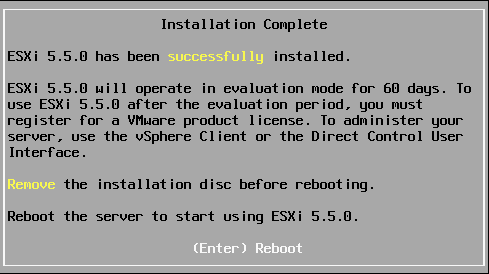 Installation Complete
ESXi 5.5.0 has been successfully installed.
ESXi 5.5.0 will operate in evaluation mode for 60 days. To
use ESXi 5.5.0 after the evaluation period, you must
register for a VMware product license. To administer your
server, use the vSphere Client or the Direct Control User
Interface.
Remove the installation disc before rebooting.
Reboot the server to start using ESXi 5.5.0.
(Enter) Reboot